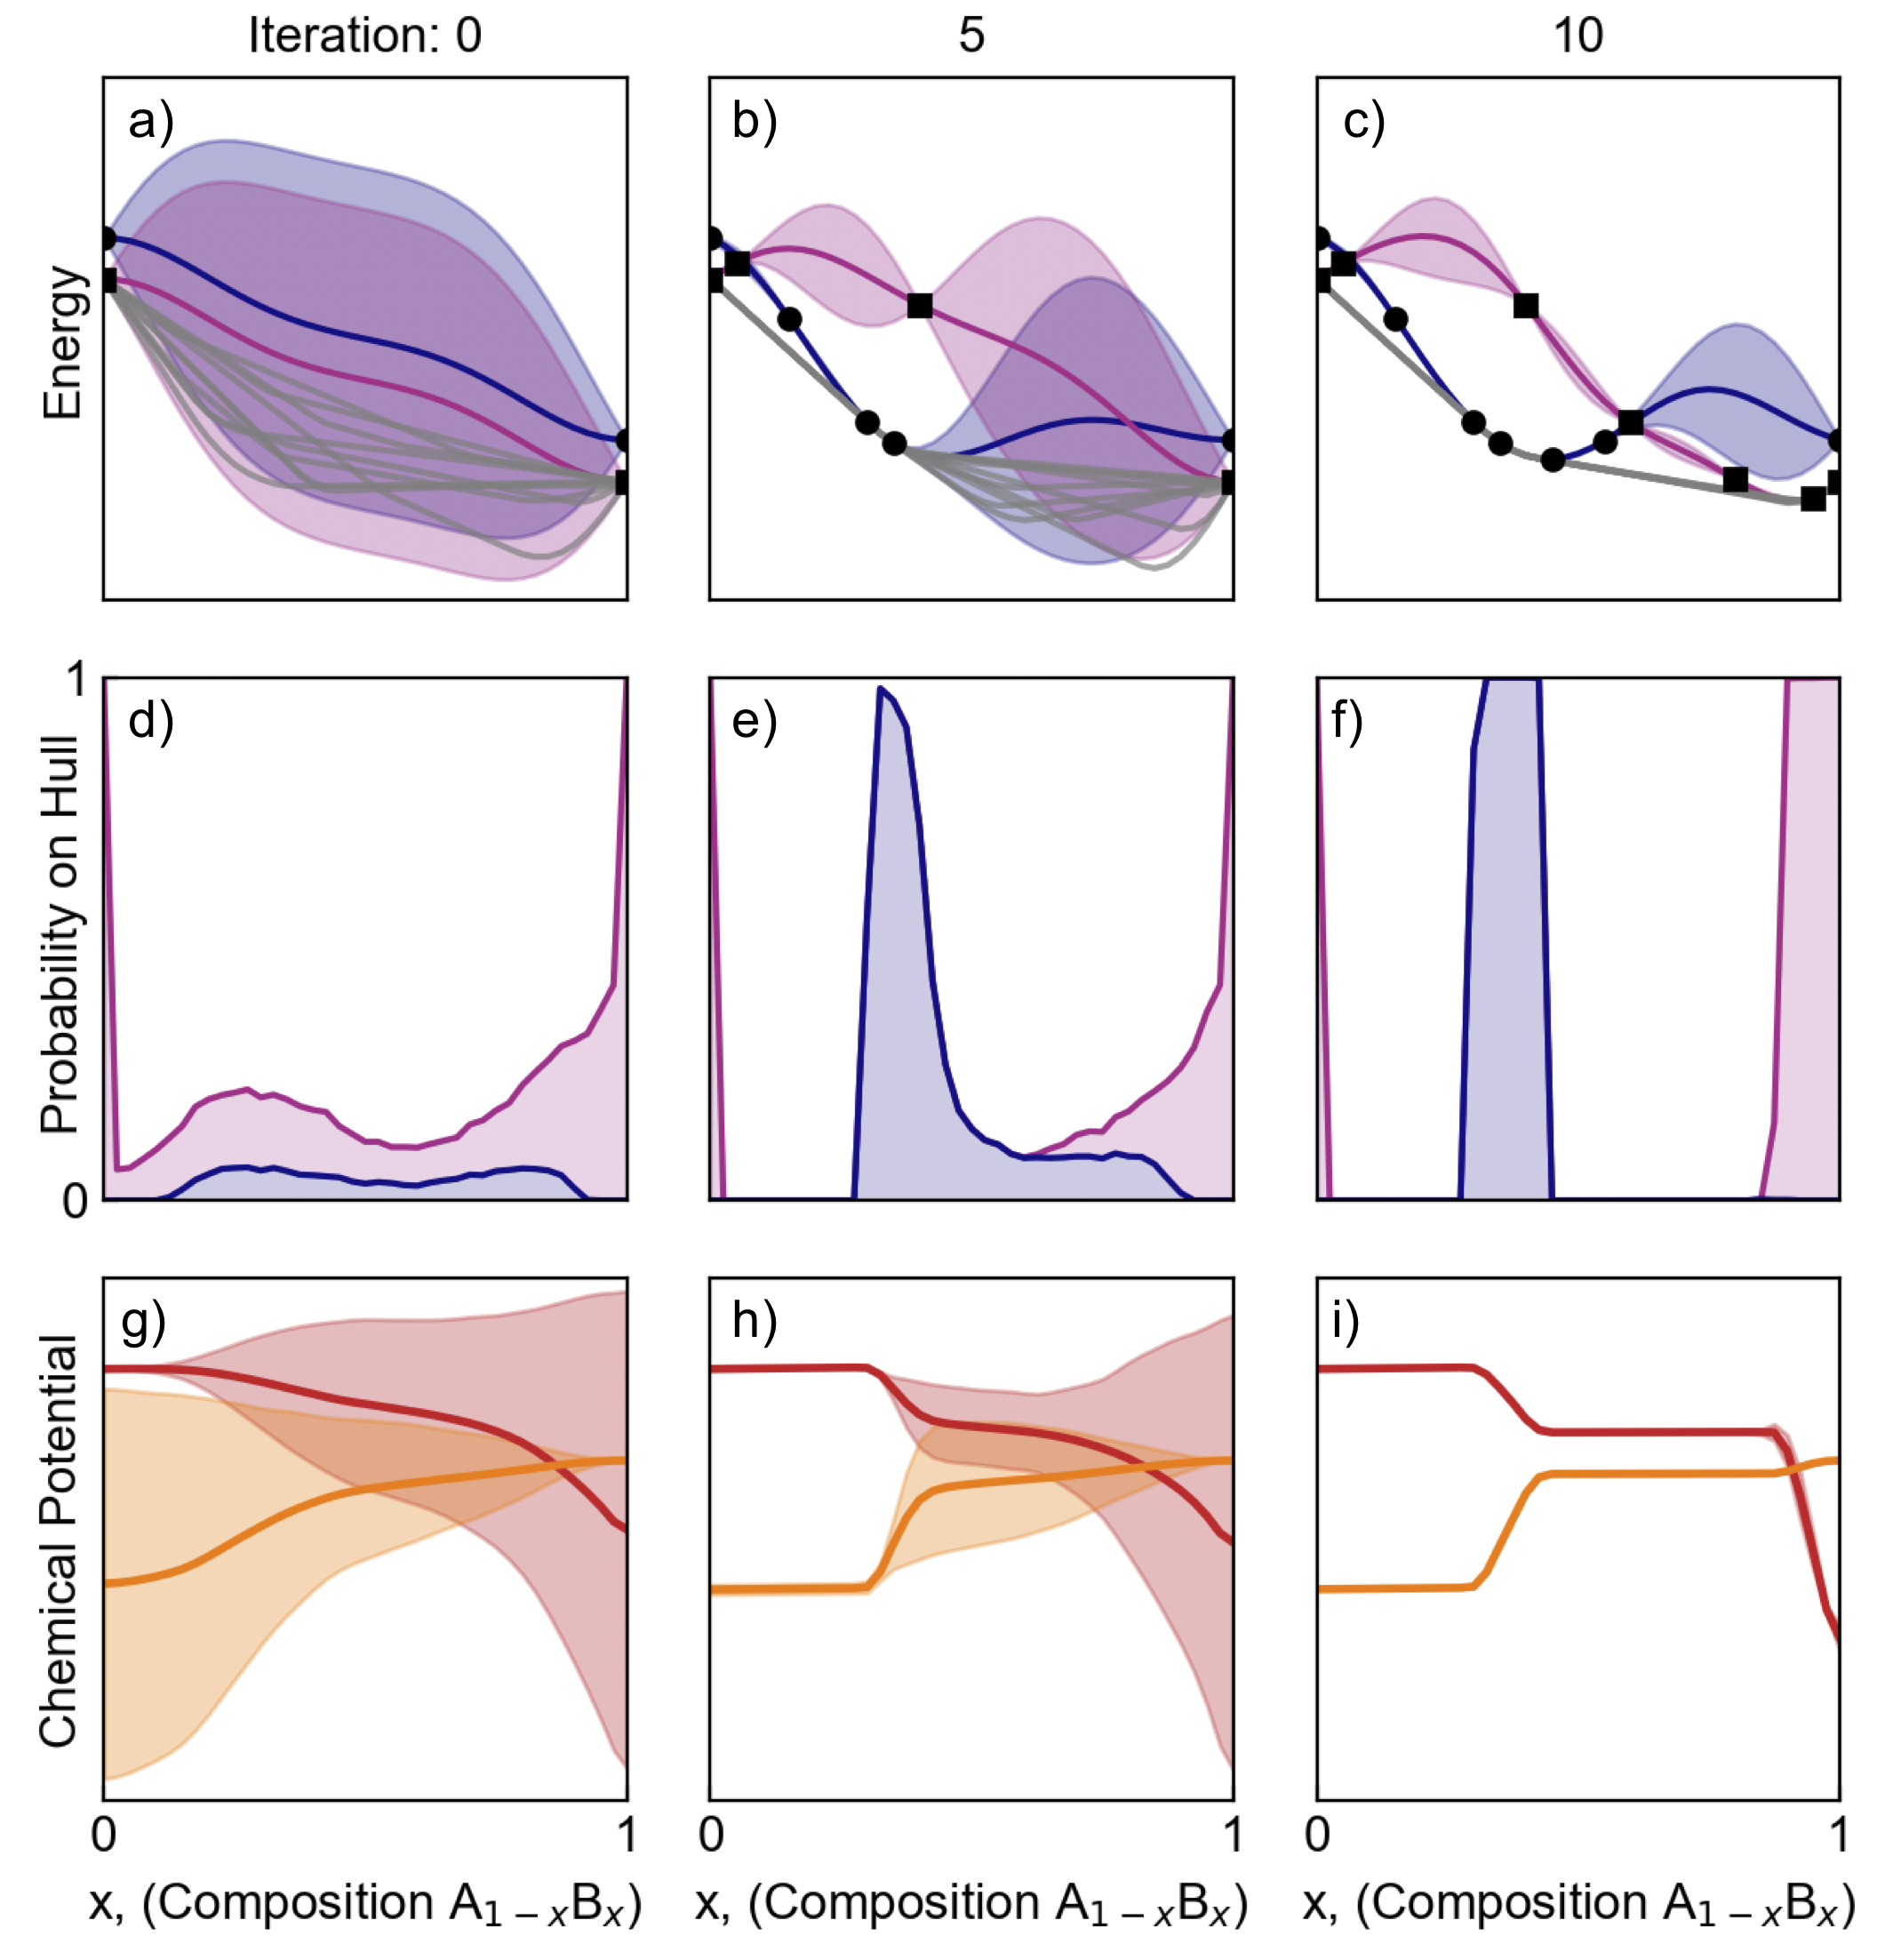 Iteration: 0
5
10
a)
b)
c)
Energy
1
d)
e)
f)
Probability on Hull
0
g)
h)
i)
Chemical Potential
0
1
0
1
0
1
x, (Composition A₁₋ₓBₓ)
x, (Composition A₁₋ₓBₓ)
x, (Composition A₁₋ₓBₓ)